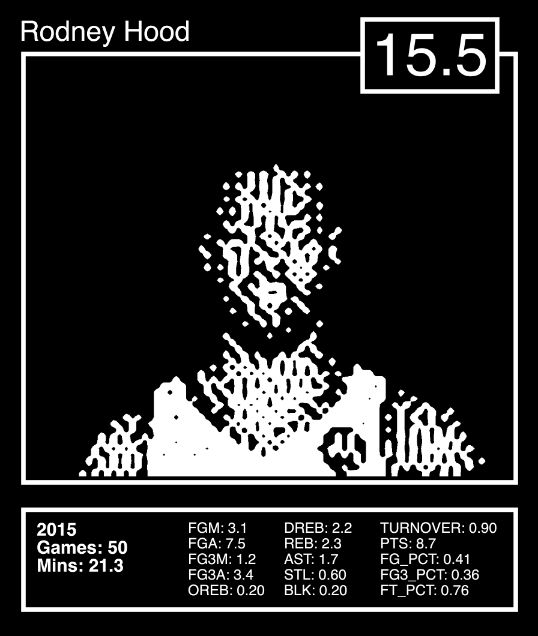 Rodney Hood
15.5
2015
Games: 50
Mins: 21.3
FGM: 3.1
FGA: 7.5
FG3M: 1.2
FG3A: 3.4
OREB: 0.20
DREB: 2.2
REB: 2.3
AST: 1.7
STL: 0.60
BLK: 0.20
TURNOVER: 0.90
PTS: 8.7
FG_PCT: 0.41
FG3_PCT: 0.36
FT_PCT: 0.76